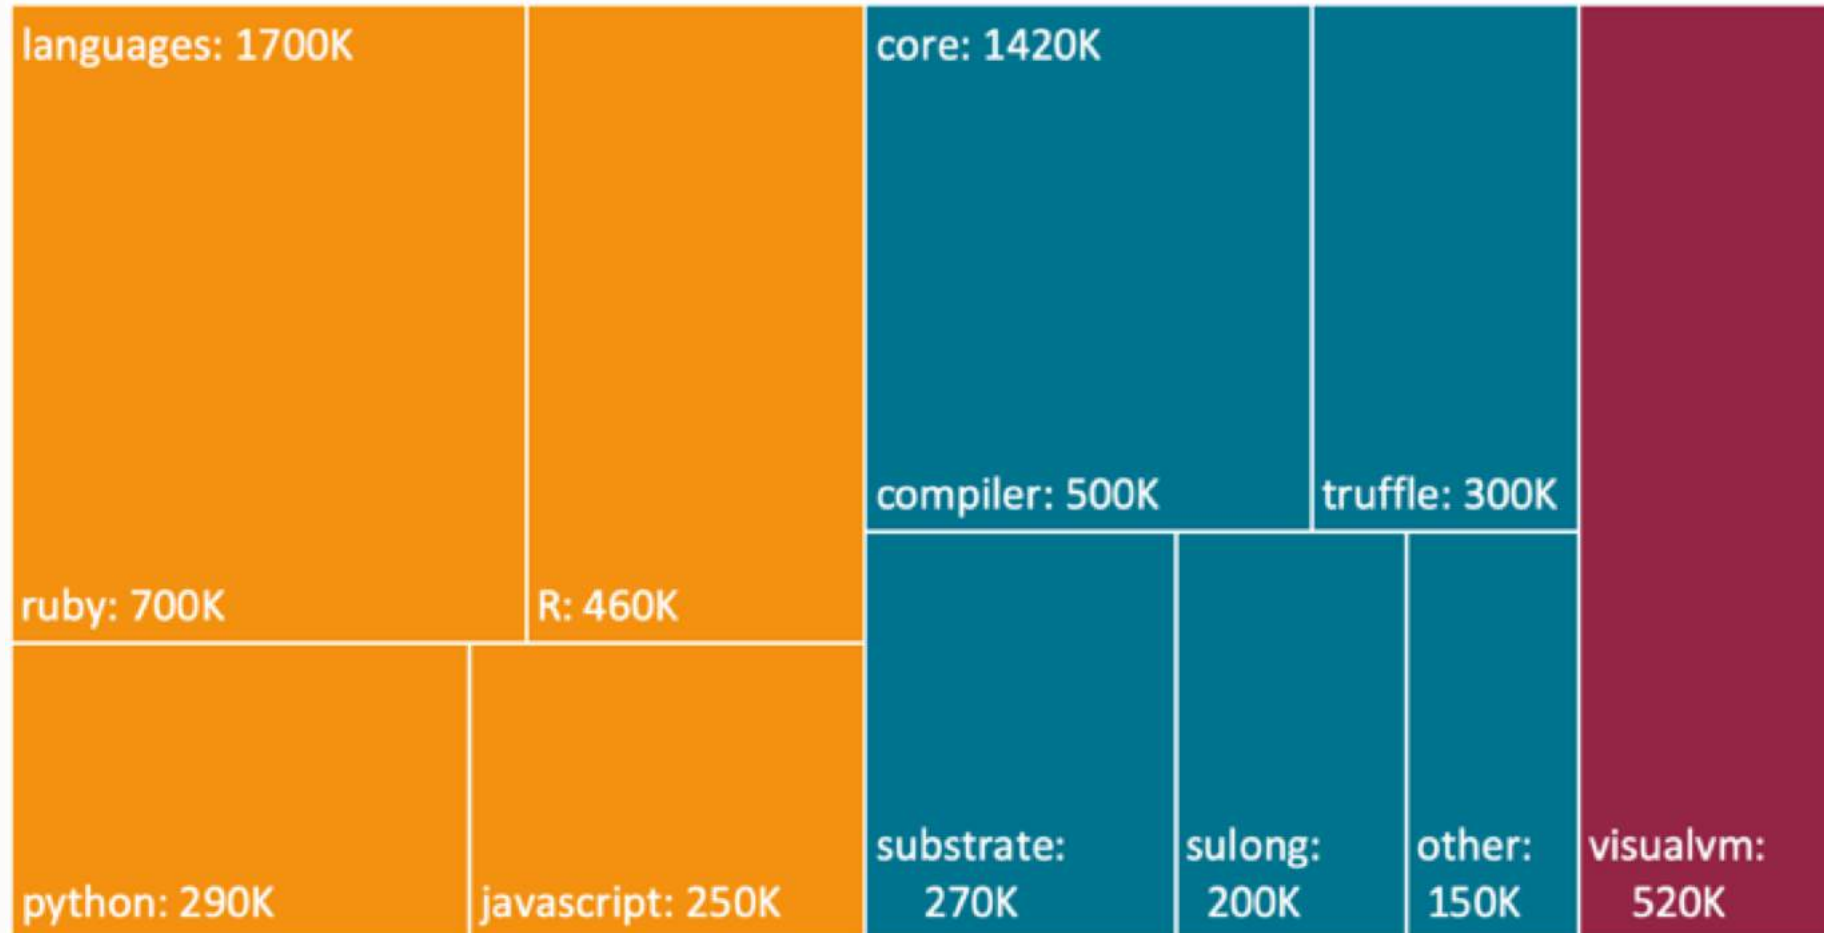 languages: 1700K
ruby: 700K
R: 460K
python: 290K
javascript: 250K
core: 1420K
compiler: 500K
truffle: 300K
substrate:
270K
sulong:
200K
other:
150K
visualvm:
520K